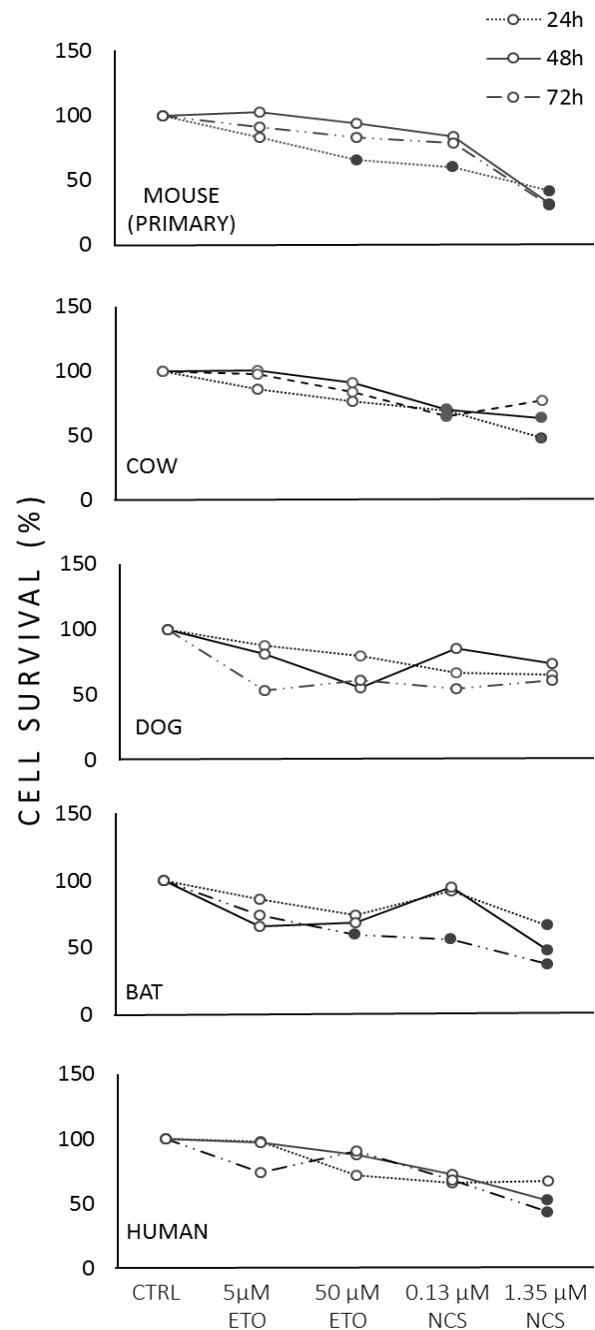 24h
48h
72h
CELL SURVIVAL (%)
150
100
50
0
MOUSE
(PRIMARY)
150
100
50
0
COW
150
100
50
0
DOG
150
100
50
0
BAT
150
100
50
0
HUMAN
CTRL 5µM 50 µM 0.13 µM 1.35 µM
ETO ETO NCS NCS